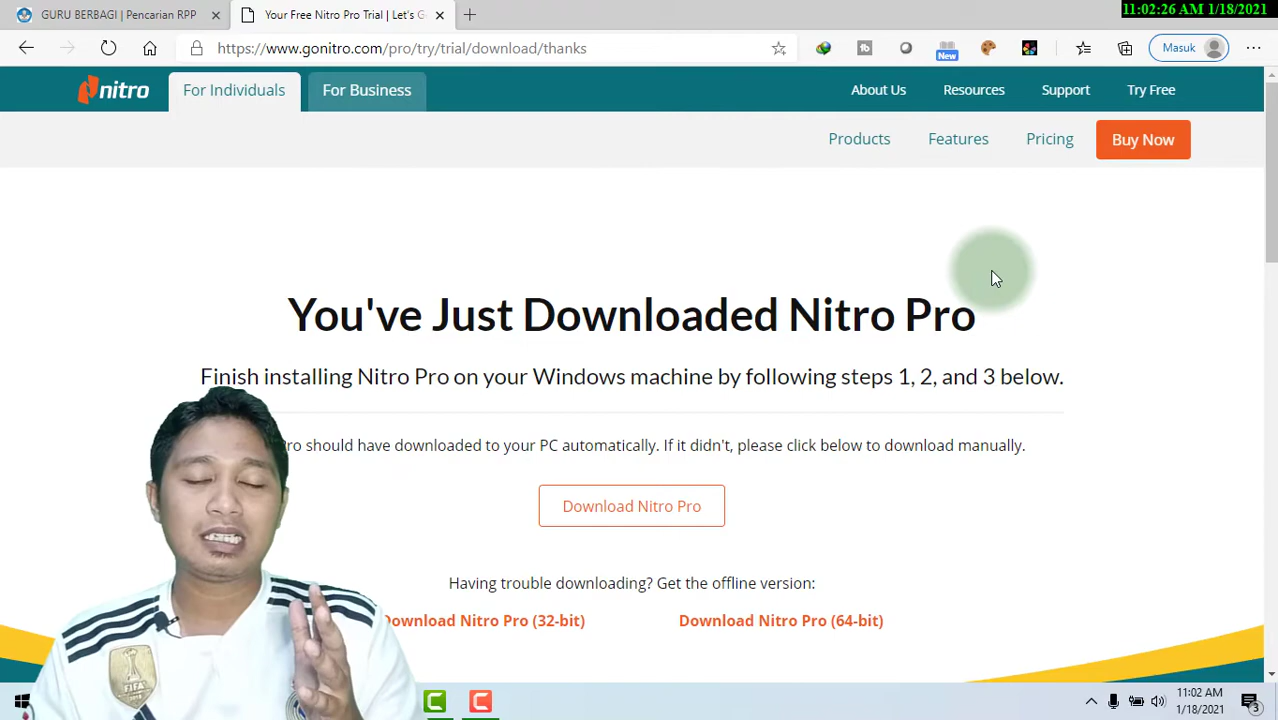 GURU BERBAGI | Pencarian RPP
Your Free Nitro Pro Trial | Let's G
11:02:26 AM 1/18/2021
https://www.gonitro.com/pro/try/trial/download/thanks
New
Masuk
nitro
For Individuals
For Business
About Us
Resources
Support
Try Free
Products
Features
Pricing
Buy Now
You've Just Downloaded Nitro Pro
Finish installing Nitro Pro on your Windows machine by following steps 1, 2, and 3 below.
Pro should have downloaded to your PC automatically. If it didn't, please click below to download manually.
Download Nitro Pro
Having trouble downloading? Get the offline version:
Download Nitro Pro (32-bit)
Download Nitro Pro (64-bit)
11:02 AM
1/18/2021
3